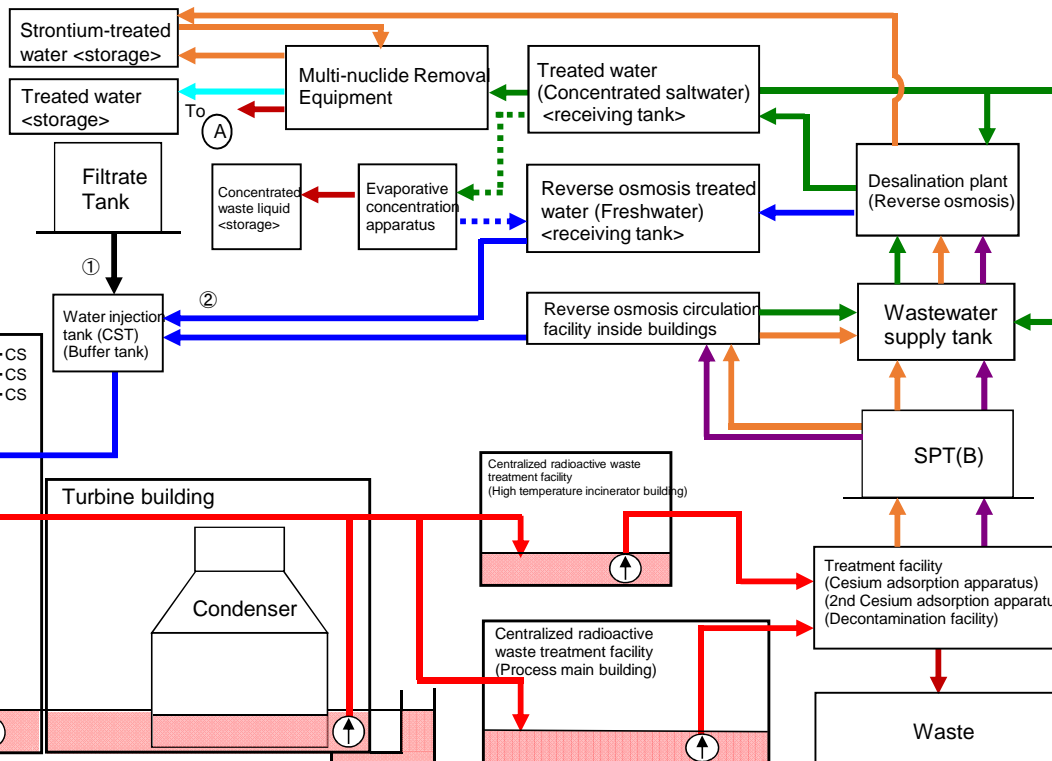 Strontium-treated
water <storage>
Treated water
<storage>
To
A
Multi-nuclide Removal
Equipment
Treated water
(Concentrated saltwater)
<receiving tank>
Filtrate
Tank
Concentrated
waste liquid
<storage>
Evaporative
concentration
apparatus
Reverse osmosis treated
water (Freshwater)
<receiving tank>
Desalination plant
(Reverse osmosis)
①
②
Water injection
tank (CST)
(Buffer tank)
Reverse osmosis circulation
facility inside buildings
Wastewater
supply tank
・CS
・CS
・CS
SPT(B)
Turbine building
Condenser
Centralized radioactive waste
treatment facility
(High temperature incinerator building)
Centralized radioactive
waste treatment facility
(Process main building)
Treatment facility
(Cesium adsorption apparatus)
(2nd Cesium adsorption apparatu
(Decontamination facility)
Waste